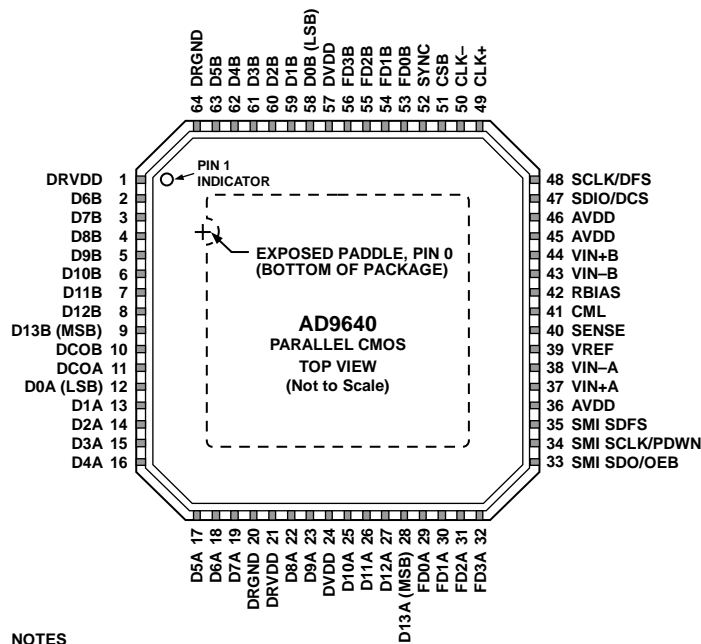 64 DRGND
63 D5B
62 D4B
61 D3B
60 D2B
59 D1B
58 D0B (LSB)
57 DVDD
56 FD3B
55 FD2B
54 FD1B
53 FD0B
52 SYNC
51 CSB
50 CLK–
49 CLK+
DRVDD 1
D6B 2
D7B 3
D8B 4
D9B 5
D10B 6
D11B 7
D12B 8
D13B (MSB) 9
DCOB 10
DCOA 11
D0A (LSB) 12
D1A 13
D2A 14
D3A 15
D4A 16
PIN 1
INDICATOR
EXPOSED PADDLE, PIN 0
(BOTTOM OF PACKAGE)
AD9640
PARALLEL CMOS
TOP VIEW
(Not to Scale)
48 SCLK/DFS
47 SDIO/DCS
46 AVDD
45 AVDD
44 VIN+B
43 VIN–B
42 RBIAS
41 CML
40 SENSE
39 VREF
38 VIN–A
37 VIN+A
36 AVDD
35 SMI SDFS
34 SMI SCLK/PDWN
33 SMI SDO/OEB
D5A 17
D6A 18
D7A 19
DRGND 20
DRVDD 21
D8A 22
D9A 23
DVDD 24
D10A 25
D11A 26
D12A 27
D13A (MSB) 28
FD0A 29
FD1A 30
FD2A 31
FD3A 32
NOTES